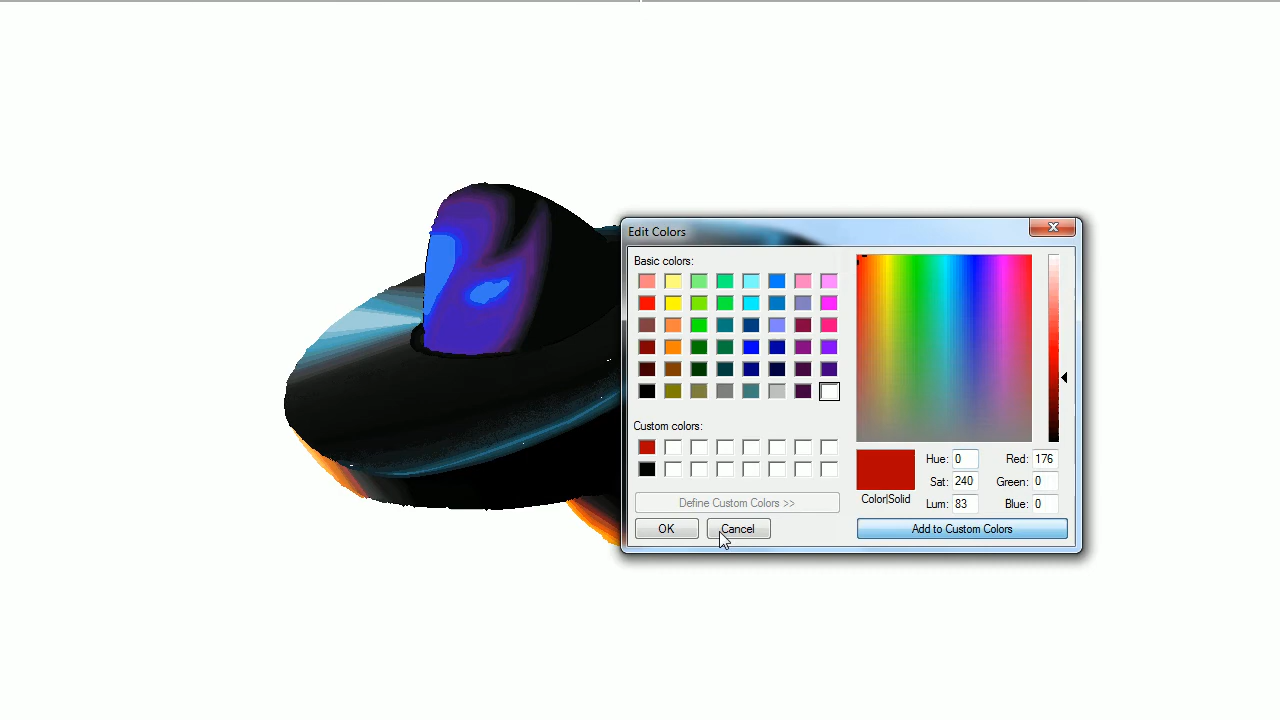 Edit Colors
Basic colors:
Custom colors:
Define Custom Colors >>
OK
Cancel
Color|Solid
Hue: 0
Sat: 240
Lum: 83
Red: 176
Green: 0
Blue: 0
Add to Custom Colors